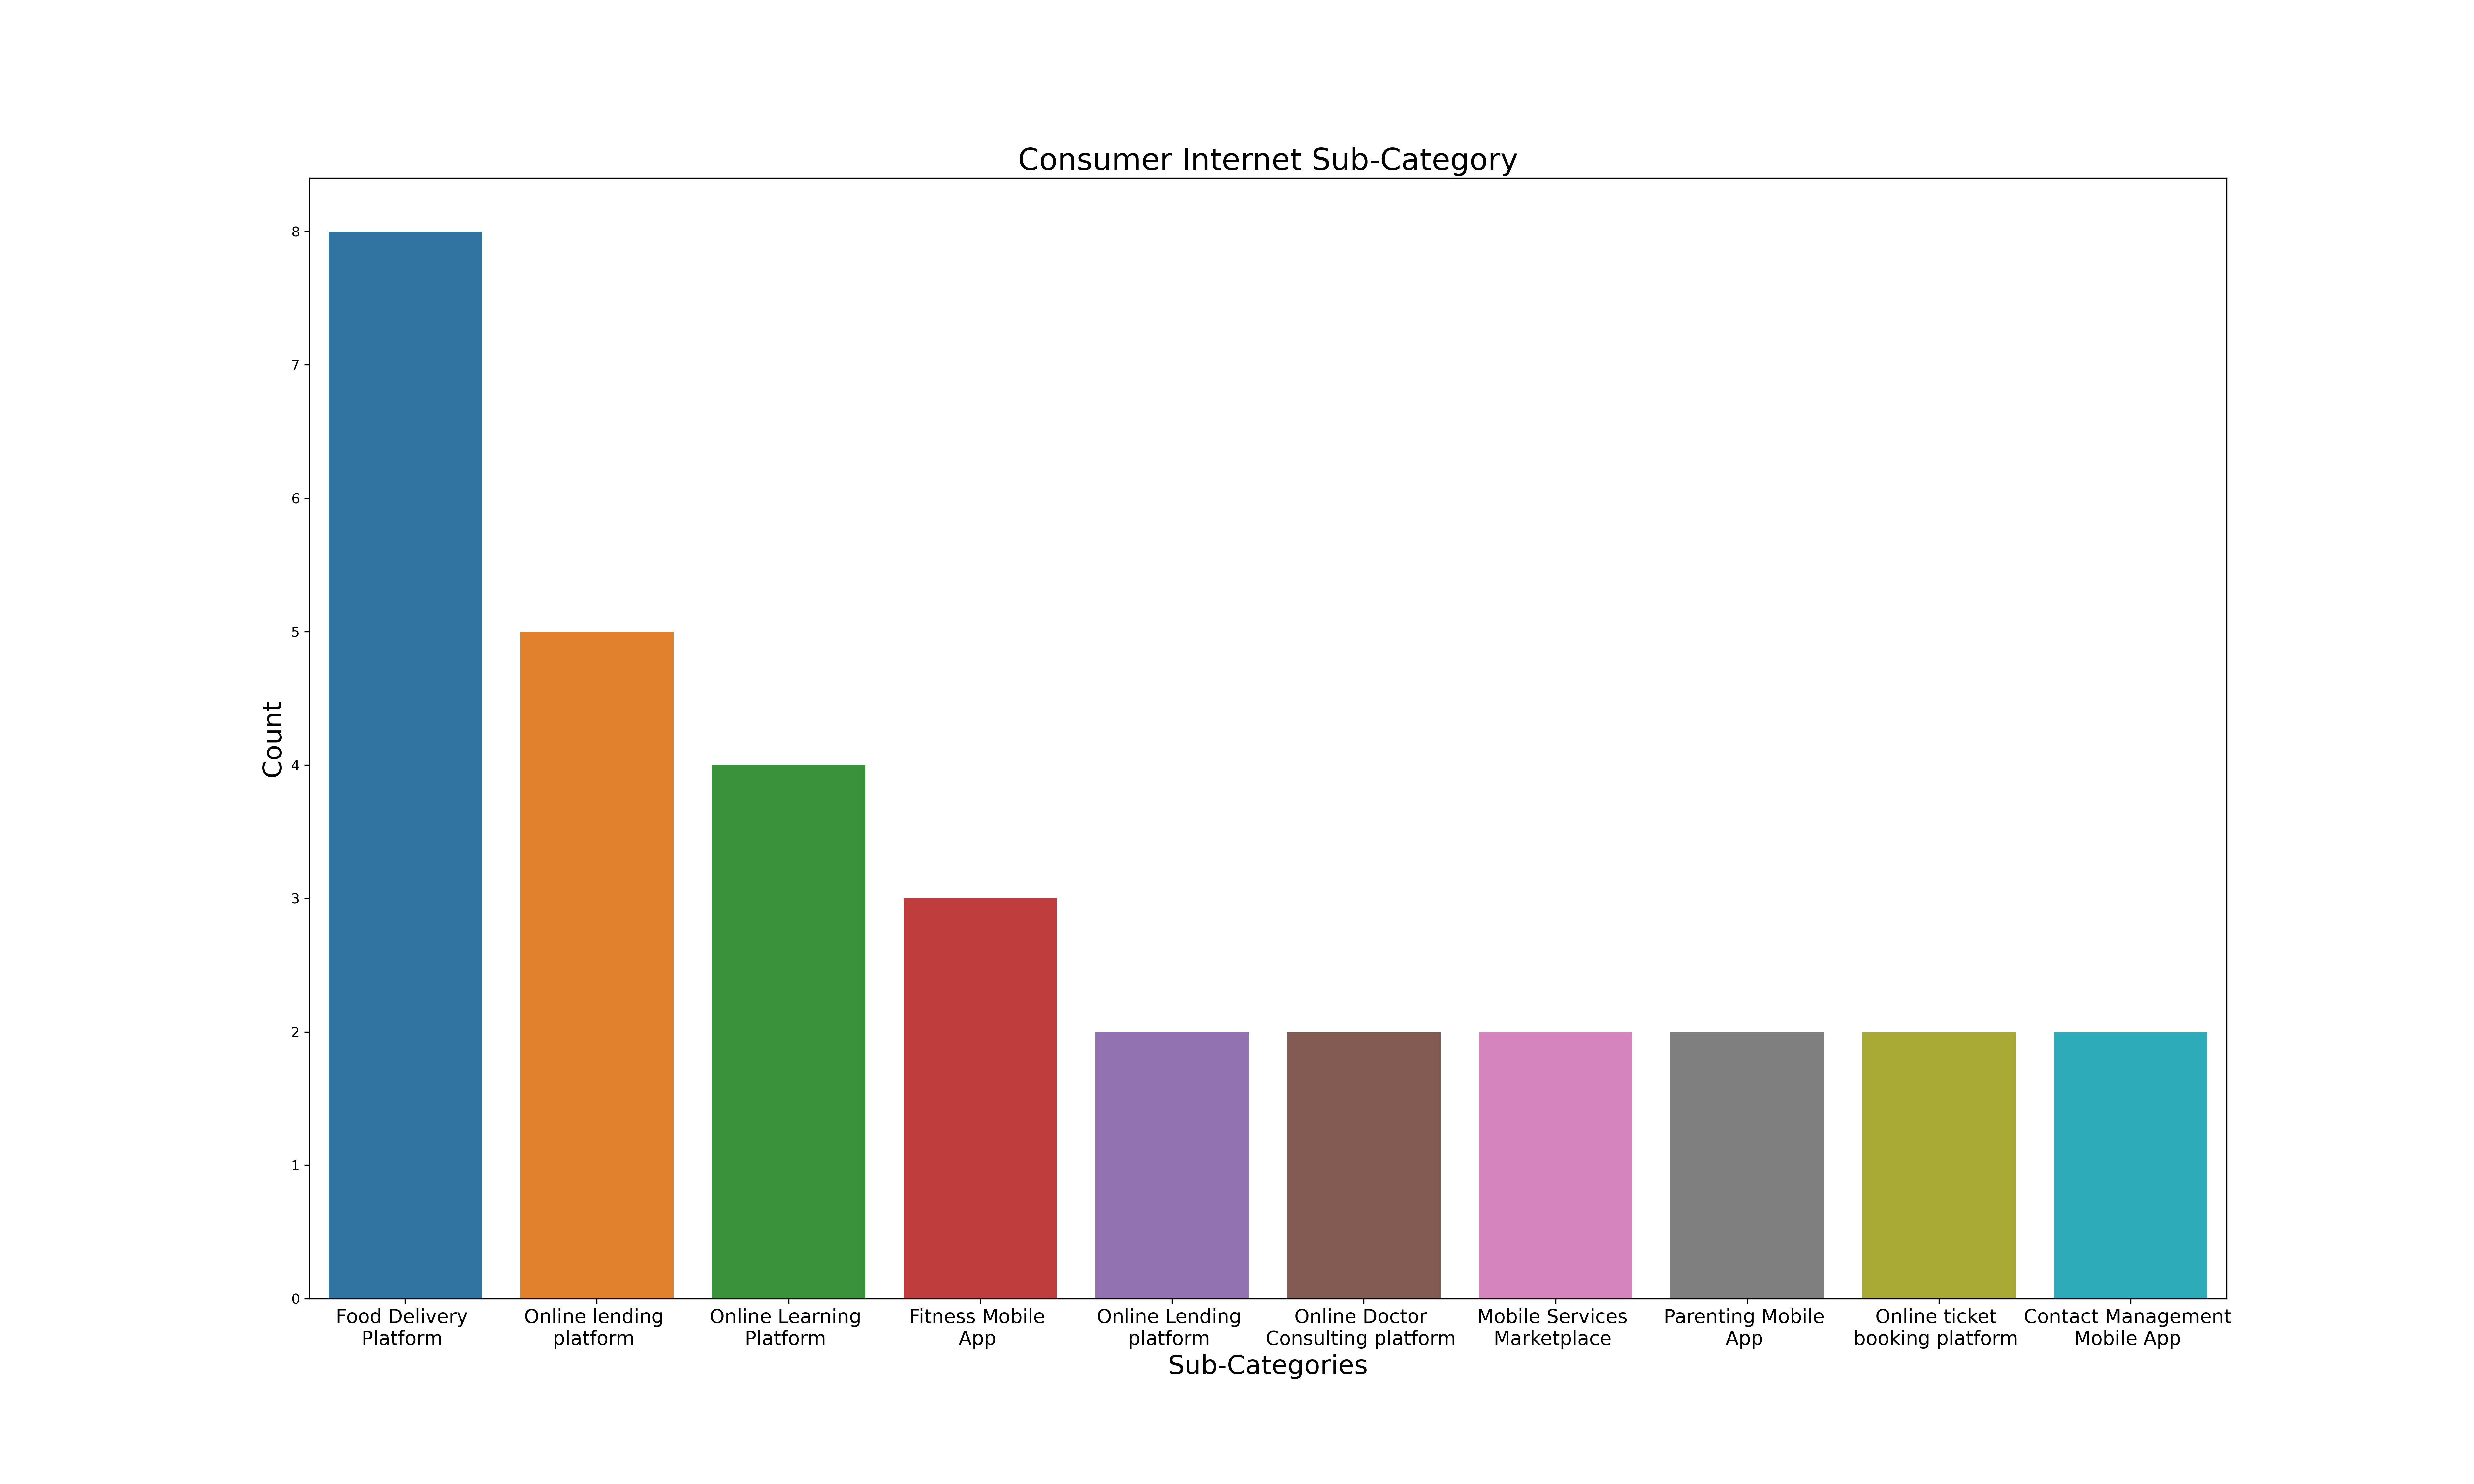 Consumer Internet Sub-Category
Count
8
7
6
5
4
3
2
1
0
Food Delivery
Platform
Online lending
platform
Online Learning
Platform
Fitness Mobile
App
Online Lending
platform
Online Doctor
Consulting platform
Mobile Services
Marketplace
Parenting Mobile
App
Online ticket
booking platform
Contact Management
Mobile App
Sub-Categories